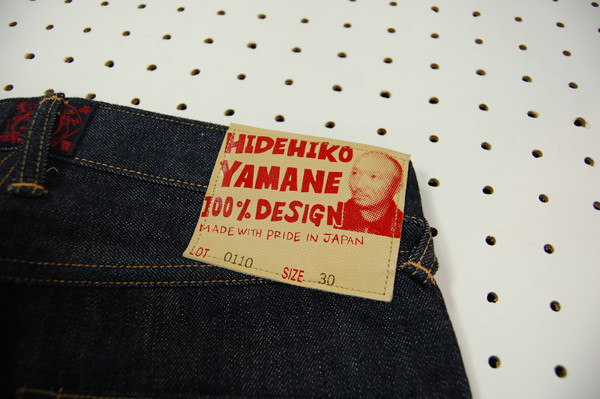 HIDEHIKO
YAMANE
100% DESIGN
MADE WITH PRIDE IN JAPAN
LOT 0110 SIZE 30